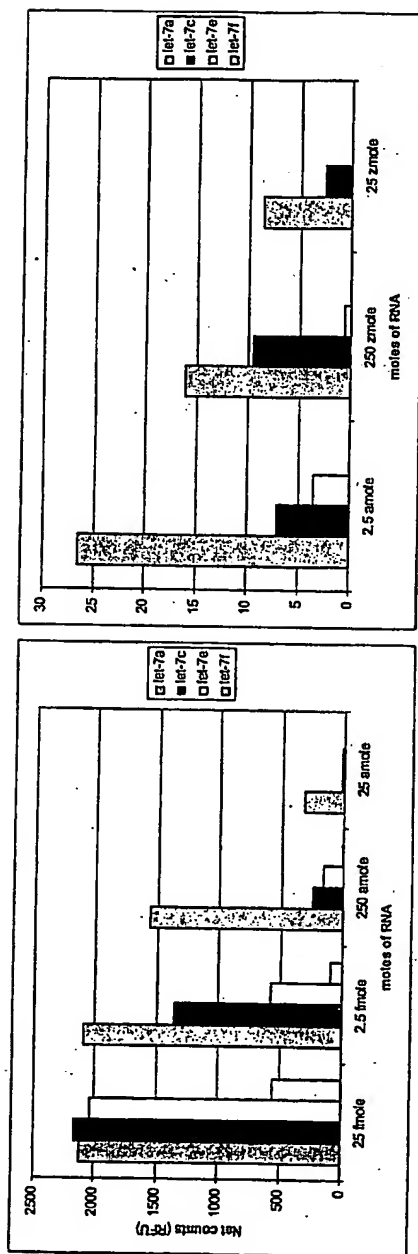 2500
2000
1500
1000
500
0
Net counts (RFU)
25 fmole
2.5 fmole
250 amole
25 amole
moles of RNA
let-7a
let-7c
let-7e
let-7f
30
25
20
15
10
5
0
2.5 amole
250 zmole
25 zmole
moles of RNA
let-7a
let-7c
let-7e
let-7f